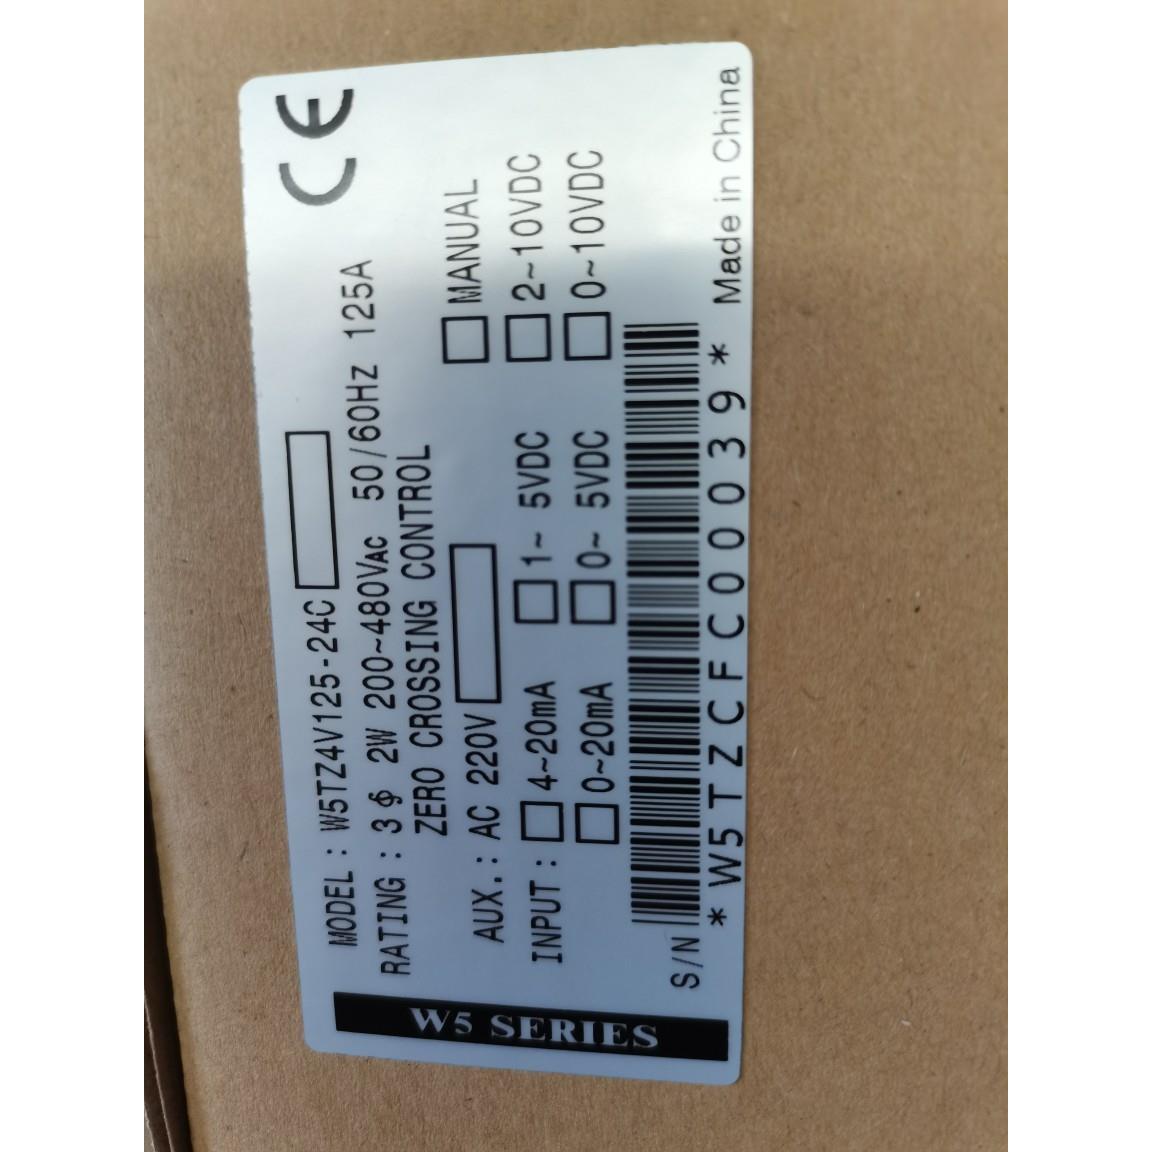 W5 SERIES
CE
MODEL : W5TZ4V125-24C
RATING : 3 ϕ 2W 200~480VAC 50/60HZ 125A
ZERO CROSSING CONTROL
AUX.: AC 220V
MANUAL
INPUT : 4~20mA 1~ 5VDC 2~10VDC
0~20mA 0~ 5VDC 0~10VDC
S/N
*W5TZCFC00039*
Made in China